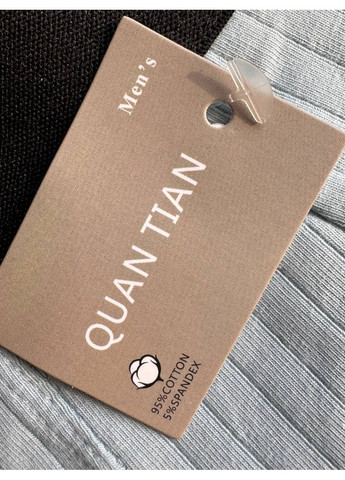 Men's
QUAN TIAN
95%COTTON
5%SPANDEX